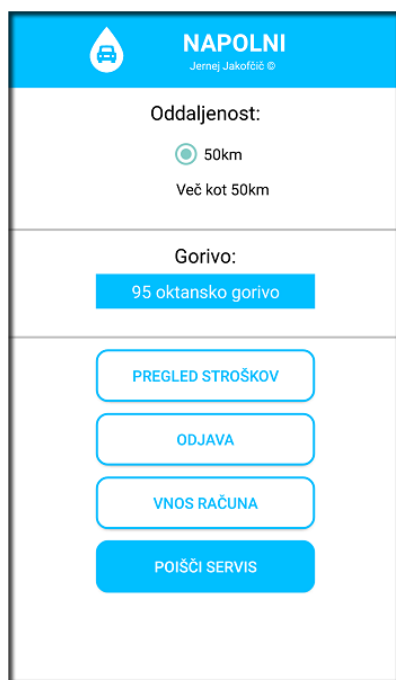 NAPOLNI
Jernej Jakofčič ©
Oddaljenost:
50km
Več kot 50km
Gorivo:
95 oktansko gorivo
PREGLED STROŠKOV
ODJAVA
VNOS RAČUNA
POIŠČI SERVIS